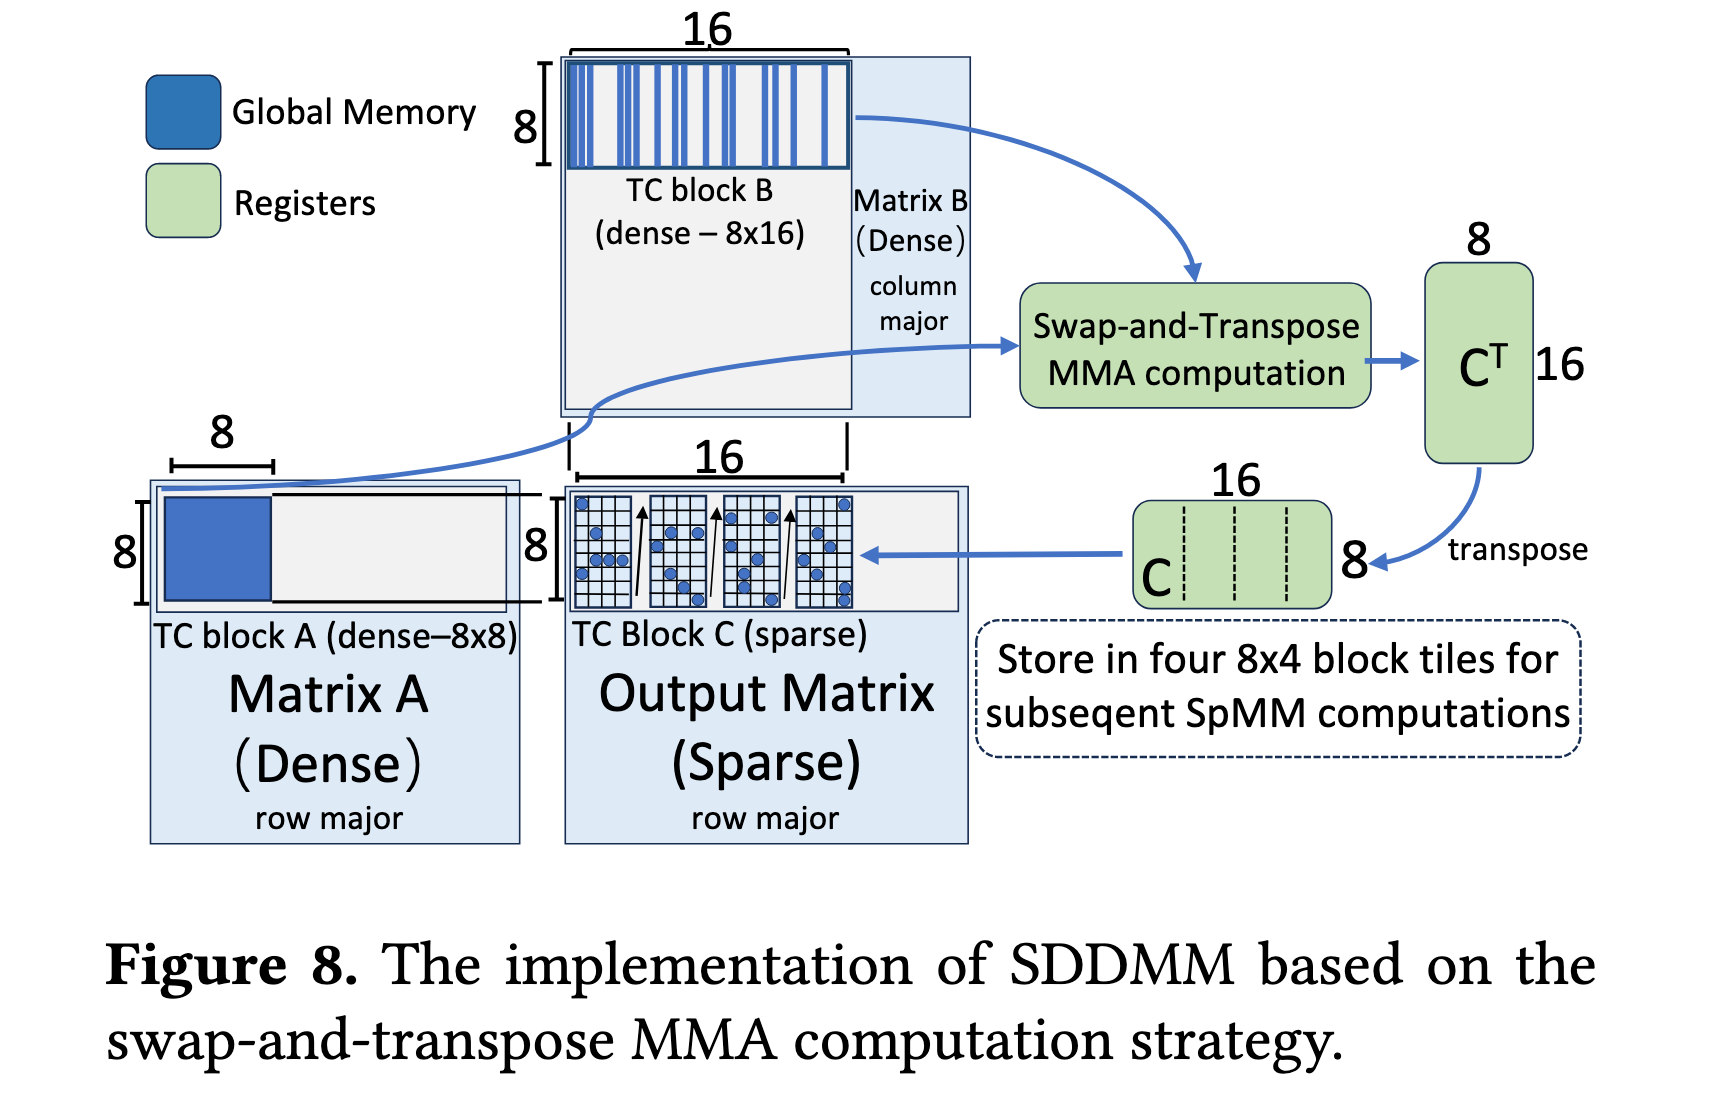 16
Global Memory
8
Registers
TC block B
(dense – 8x16)
Matrix B
(Dense)
column
major
Swap-and-Transpose
MMA computation
8
Cᵀ
16
8
8
16
8
16
C
8
transpose
TC block A (dense–8x8)
Matrix A
(Dense)
row major
TC Block C (sparse)
Output Matrix
(Sparse)
row major
Store in four 8x4 block tiles for
subseqent SpMM computations
Figure 8. The implementation of SDDMM based on the
swap-and-transpose MMA computation strategy.